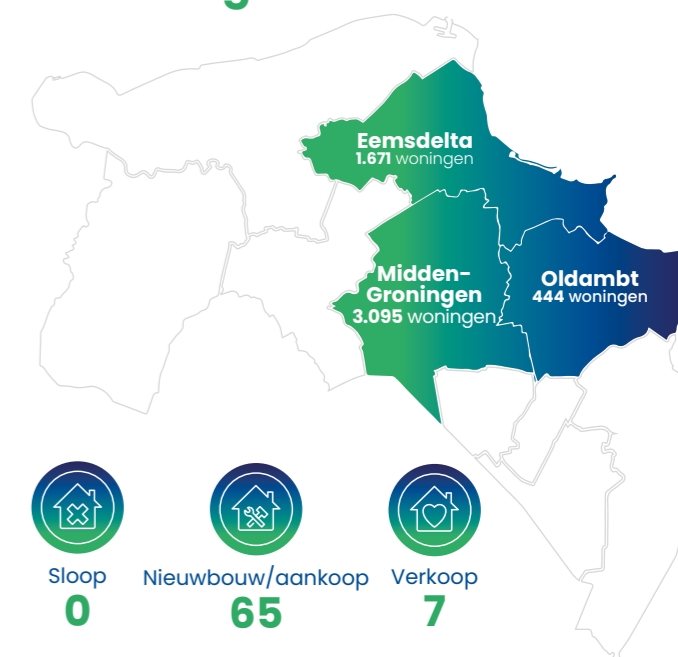 Eemsdelta
1.671 woningen
Midden-
Groningen
3.095 woningen
Oldambt
444 woningen
Sloop
0
Nieuwbouw/aankoop
65
Verkoop
7